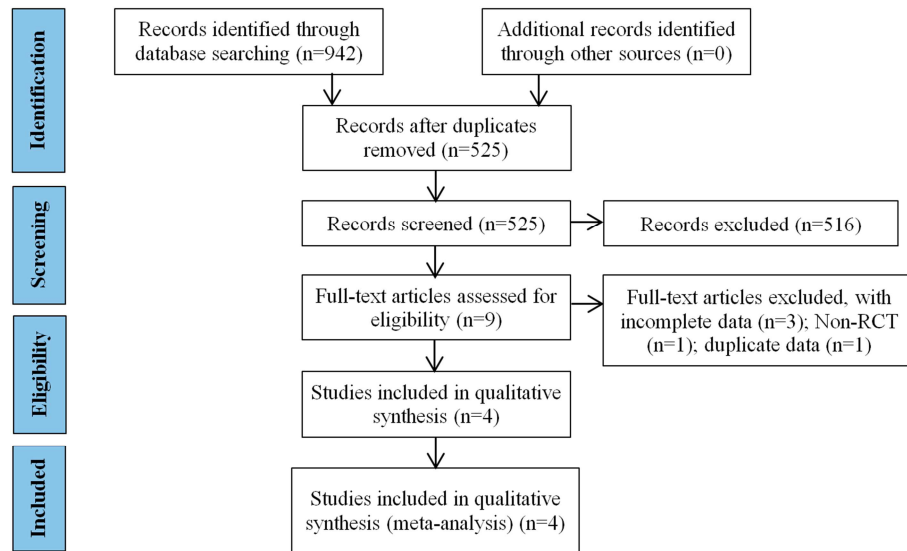 Identification
Records identified through
database searching (n=942)
Additional records identified
through other sources (n=0)
Records after duplicates
removed (n=525)
Screening
Records screened (n=525)
Records excluded (n=516)
Full-text articles assessed for
eligibility (n=9)
Full-text articles excluded, with
incomplete data (n=3); Non-RCT
(n=1); duplicate data (n=1)
Eligibility
Studies included in qualitative
synthesis (n=4)
Included
Studies included in qualitative
synthesis (meta-analysis) (n=4)